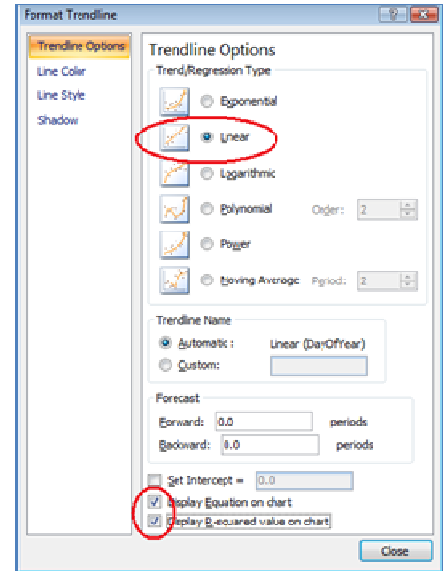 Format Trendline
Trendline Options
Line Color
Line Style
Shadow
Trendline Options
Trend/Regression Type
Exponential
Linear
Logarithmic
Polynomial Order: 2
Power
Moving Average Period: 2
Trendline Name
Automatic: Linear (DayOfYear)
Custom:
Forecast
Forward: 0.0 periods
Backward: 0.0 periods
Set Intercept = 0.0
Display Equation on chart
Display R-squared value on chart
Close